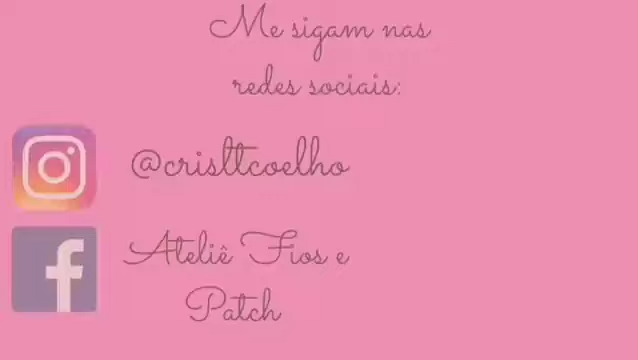 Me sigam nas
redes sociais:
@cristtcoelho
Ateliê Fios e
Patch